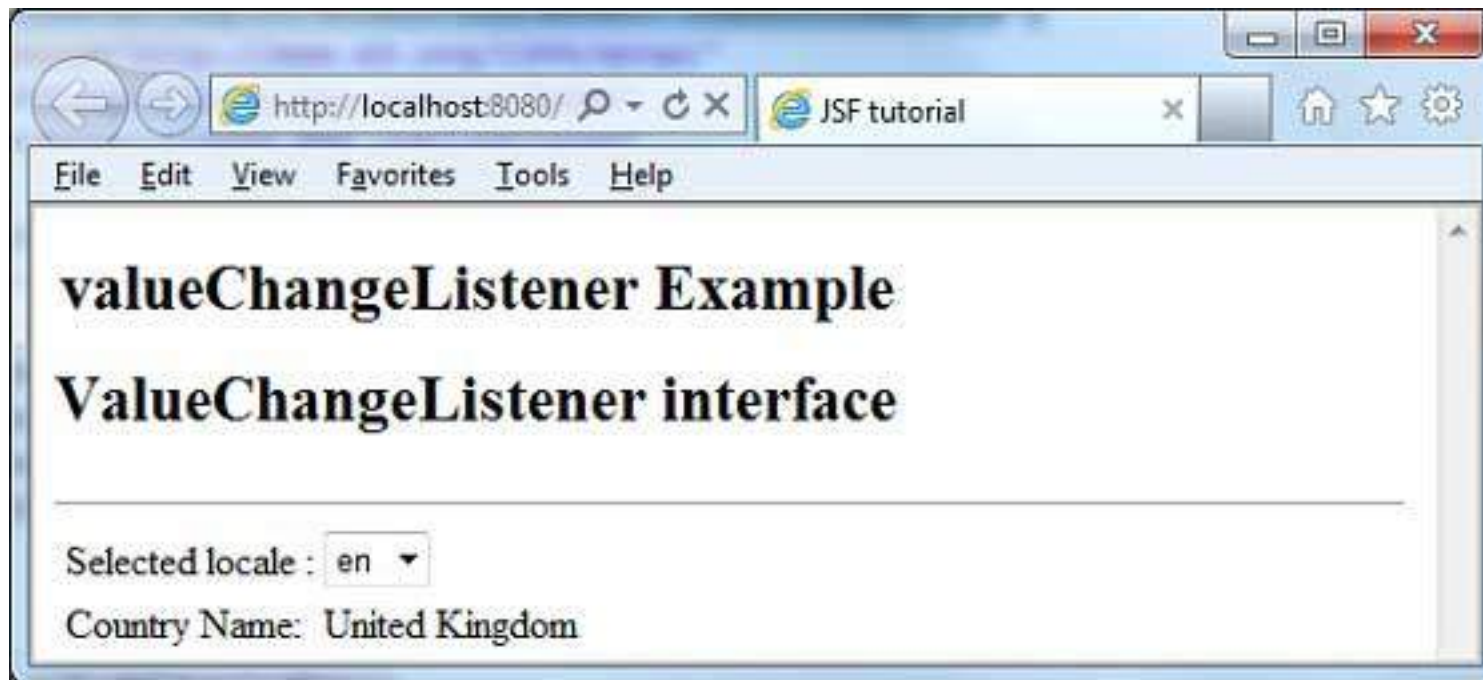 http://localhost:8080/
JSF tutorial
File Edit View Favorites Tools Help
valueChangeListener Example
ValueChangeListener interface
Selected locale : en
Country Name: United Kingdom